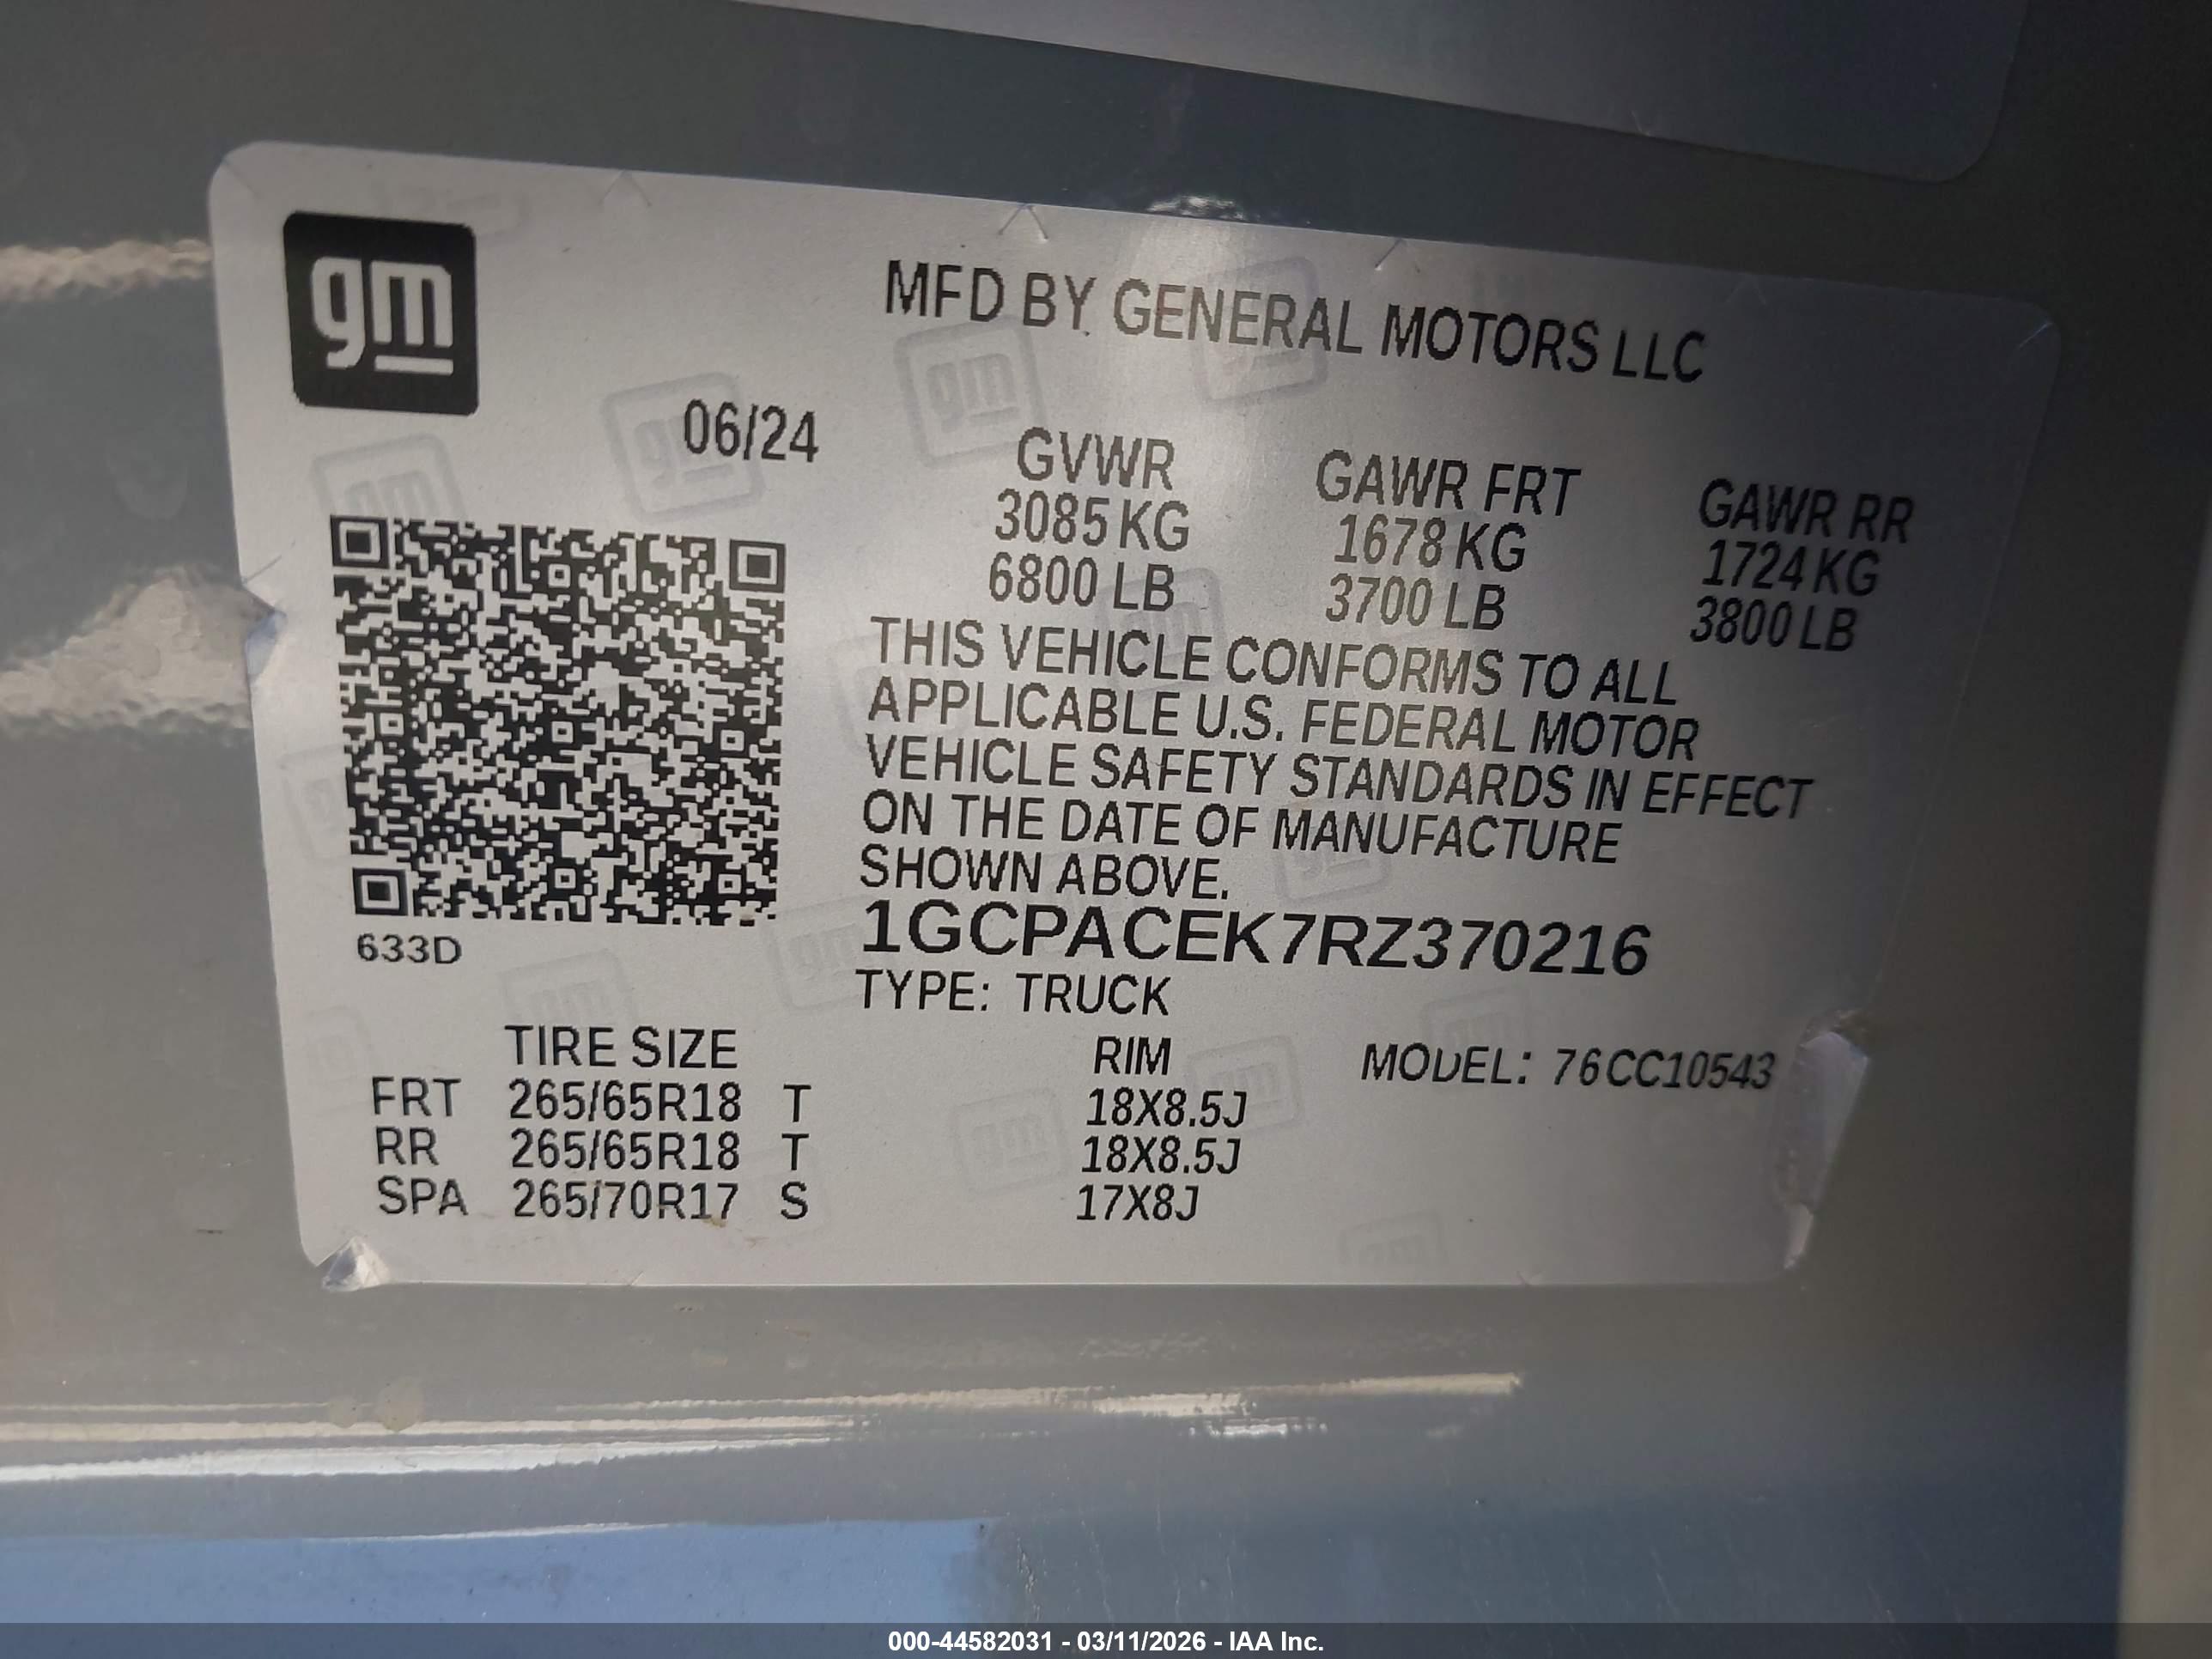 gm
MFD BY GENERAL MOTORS LLC
06/24
GVWR GAWR FRT GAWR RR
3085 KG 1678 KG 1724 KG
6800 LB 3700 LB 3800 LB
THIS VEHICLE CONFORMS TO ALL
APPLICABLE U.S. FEDERAL MOTOR
VEHICLE SAFETY STANDARDS IN EFFECT
ON THE DATE OF MANUFACTURE
SHOWN ABOVE.
1GCPACEK7RZ370216
633D
TYPE: TRUCK
TIRE SIZE RIM MODEL: 76CC10543
FRT 265/65R18 T 18X8.5J
RR 265/65R18 T 18X8.5J
SPA 265/70R17 S 17X8J
000-44582031 - 03/11/2026 - IAA Inc.